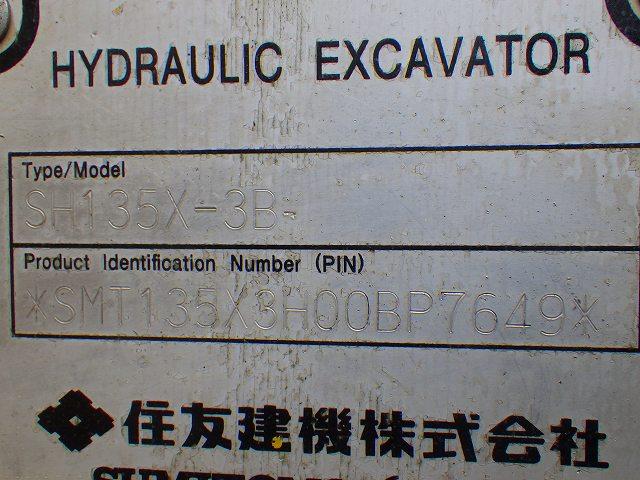 HYDRAULIC EXCAVATOR
Type/Model
SH135X-3B
Product Identification Number (PIN)
*SMT135X3H00BP7649*
住友建機株式会社